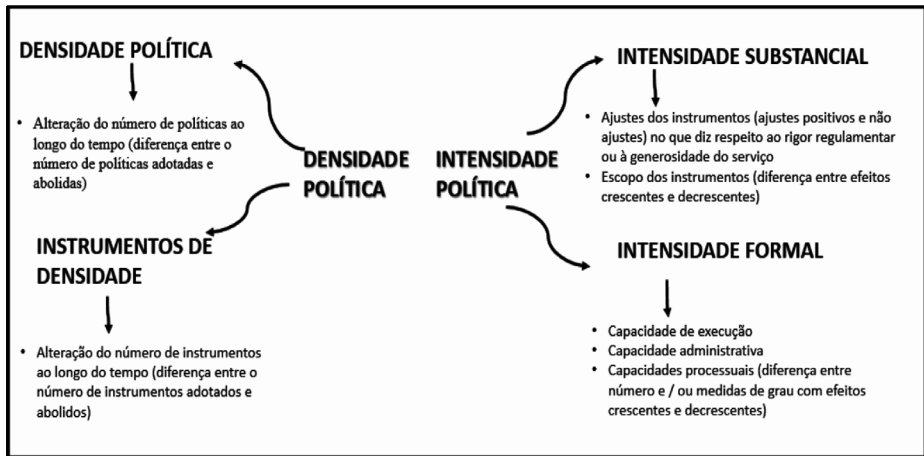 DENSIDADE POLÍTICA
• Alteração do número de políticas ao
longo do tempo (diferença entre o
número de políticas adotadas e
abolidas)
DENSIDADE
POLÍTICA
INSTRUMENTOS DE
DENSIDADE
• Alteração do número de instrumentos
ao longo do tempo (diferença entre o
número de instrumentos adotados e
abolidos)
INTENSIDADE
POLÍTICA
INTENSIDADE SUBSTANCIAL
• Ajustes dos instrumentos (ajustes positivos e não
ajustes) no que diz respeito ao rigor regulamentar
ou à generosidade do serviço
• Escopo dos instrumentos (diferença entre efeitos
crescentes e decrescentes)
INTENSIDADE FORMAL
• Capacidade de execução
• Capacidade administrativa
• Capacidades processuais (diferença entre
número e / ou medidas de grau com efeitos
crescentes e decrescentes)